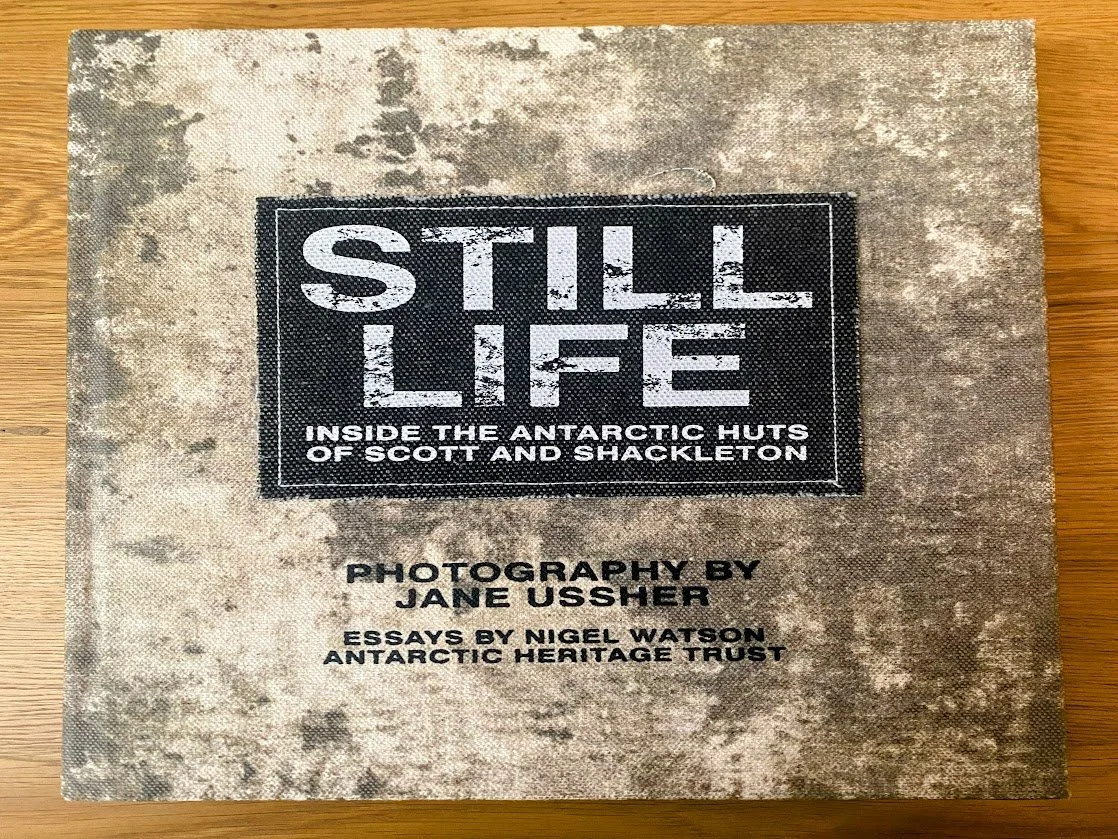 STILL
LIFE
INSIDE THE ANTARCTIC HUTS
OF SCOTT AND SHACKLETON
PHOTOGRAPHY BY
JANE USSHER
ESSAYS BY NIGEL WATSON
ANTARCTIC HERITAGE TRUST